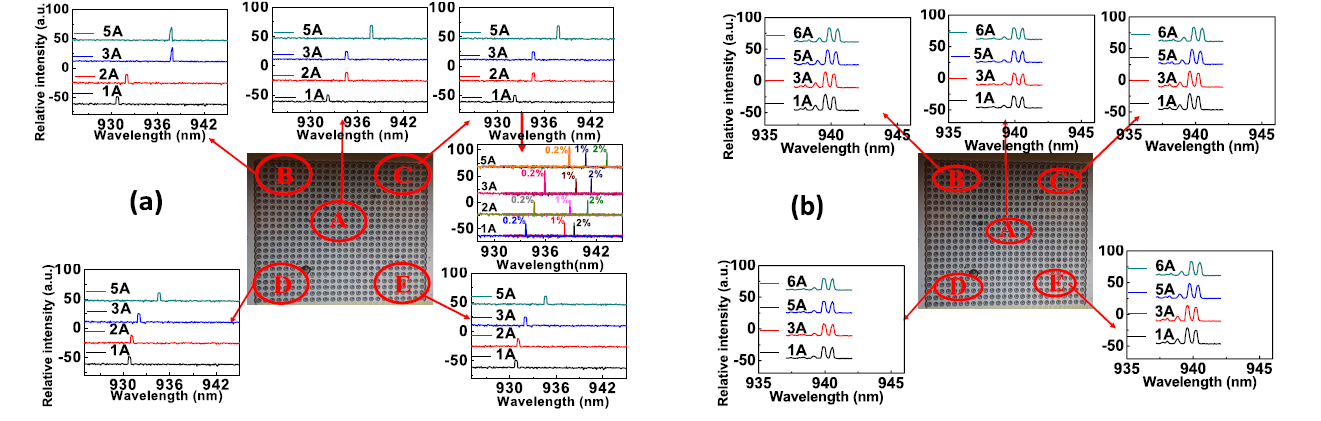 100
50
0
-50
Relative intensity (a.u.)
5A
3A
2A
1A
930 936 942
Wavelength (nm)
100
50
0
-50
5A
3A
2A
1A
930 936 942
Wavelength (nm)
100
50
0
-50
5A
3A
2A
1A
930 936 942
Wavelength (nm)
100
50
0
-50
5A 0.2% 1% 2%
3A 0.2% 1% 2%
2A 0.2% 1% 2%
1A 0.2% 1% 2%
930 936 942
Wavelength(nm)
(a)
B
C
A
D
E
100
50
0
-50
Relative intensity (a.u.)
5A
3A
2A
1A
930 936 942
Wavelength (nm)
100
50
0
-50
5A
3A
2A
1A
930 936 942
Wavelength (nm)
100
50
0
-50
Relative intensity (a.u.)
6A
5A
3A
1A
935 940 945
Wavelength (nm)
100
50
0
-50
6A
5A
3A
1A
935 940 945
Wavelength (nm)
100
50
0
-50
6A
5A
3A
1A
935 940 945
Wavelength (nm)
(b)
B
C
A
D
E
100
50
0
-50
Relative intensity (a.u.)
6A
5A
3A
1A
935 940 945
Wavelength (nm)
100
50
0
-50
6A
5A
3A
1A
935 940 945
Wavelength (nm)